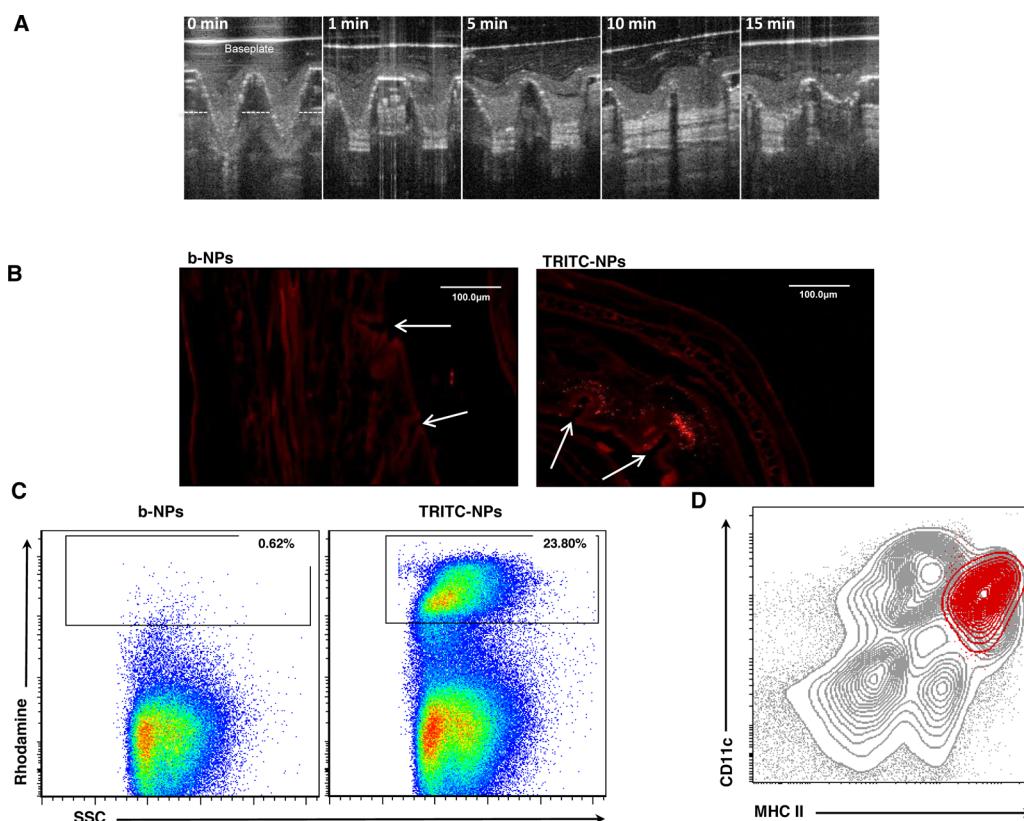 A
0 min
1 min
5 min
10 min
15 min
Baseplate
B
b-NPs
TRITC-NPs
100.0µm
100.0µm
C
D
b-NPs
TRITC-NPs
0.62%
23.80%
Rhodamine
CD11c
SSC
MHC II